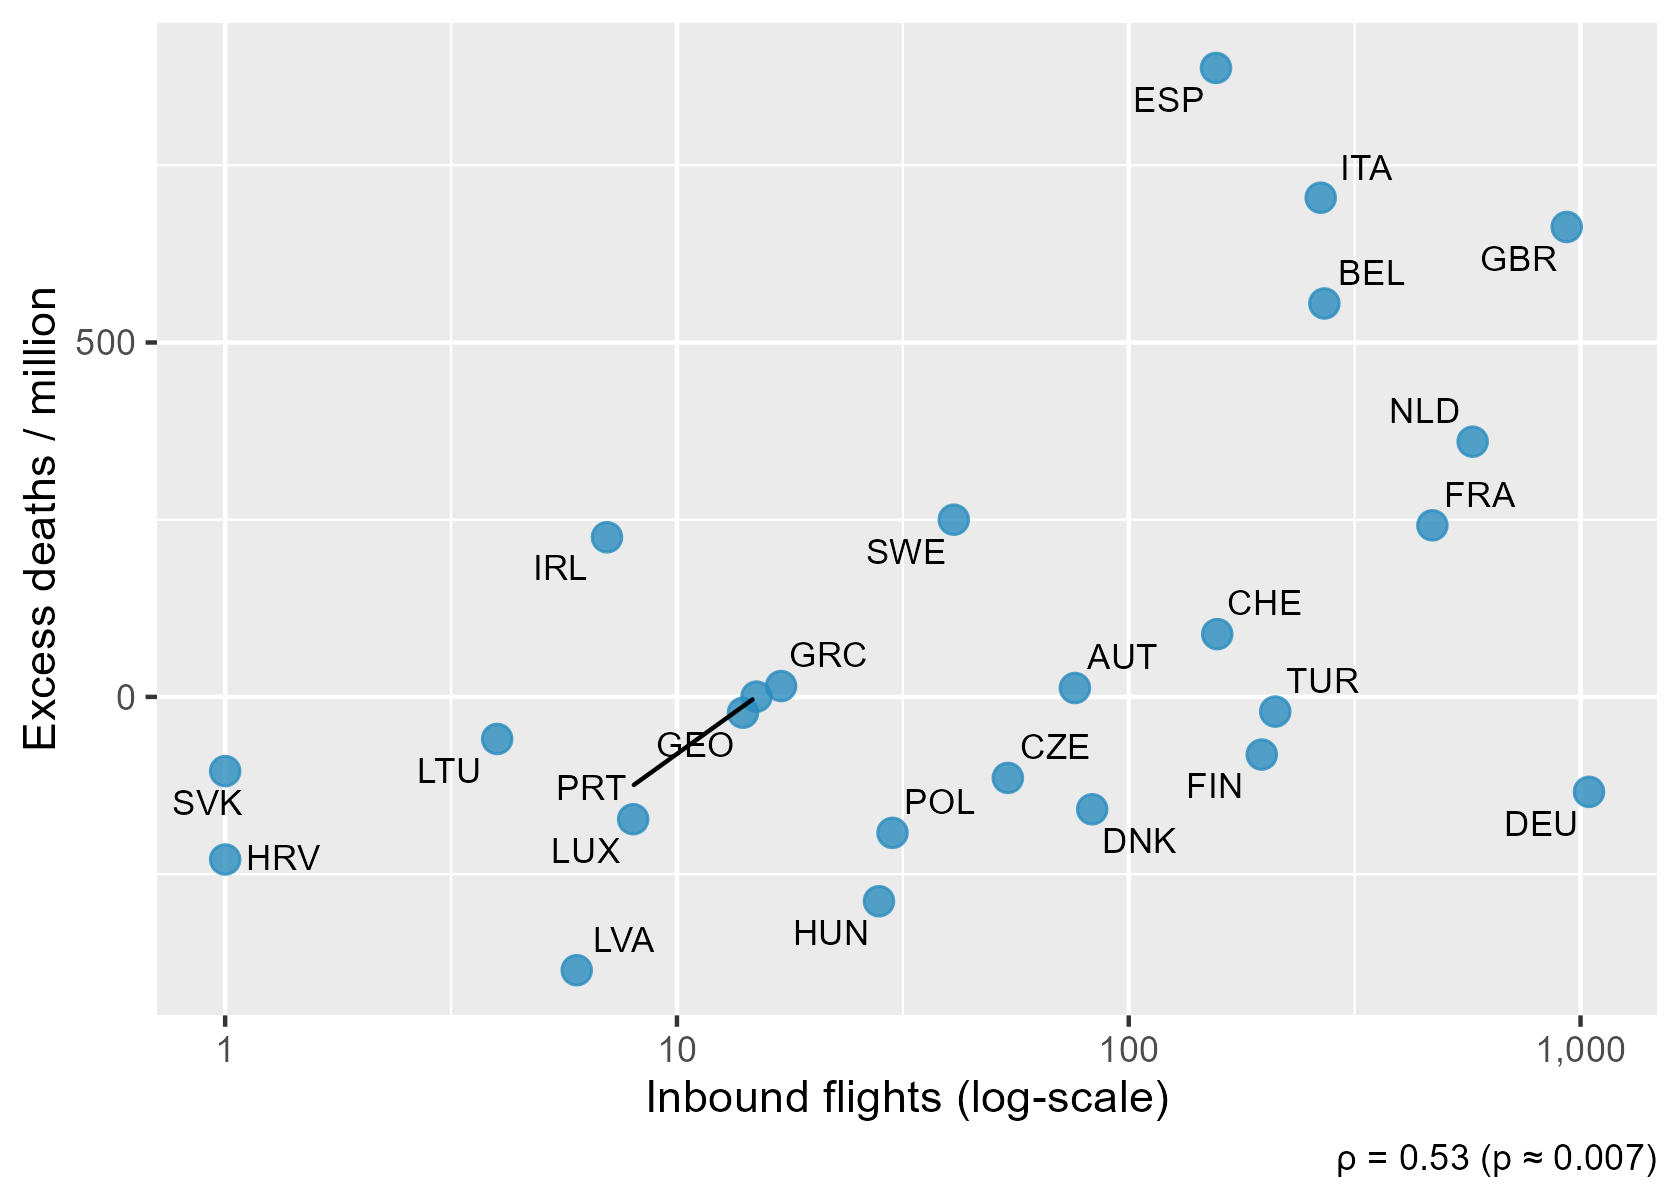 ESP
ITA
GBR
BEL
Excess deaths / million
500
NLD
FRA
SWE
IRL
CHE
GRC
AUT
TUR
0
GEO
CZE
LTU
PRT
FIN
SVK
POL
DEU
DNK
LUX
HRV
HUN
LVA
1
10
100
1,000
Inbound flights (log-scale)
ρ = 0.53 (p ≈ 0.007)